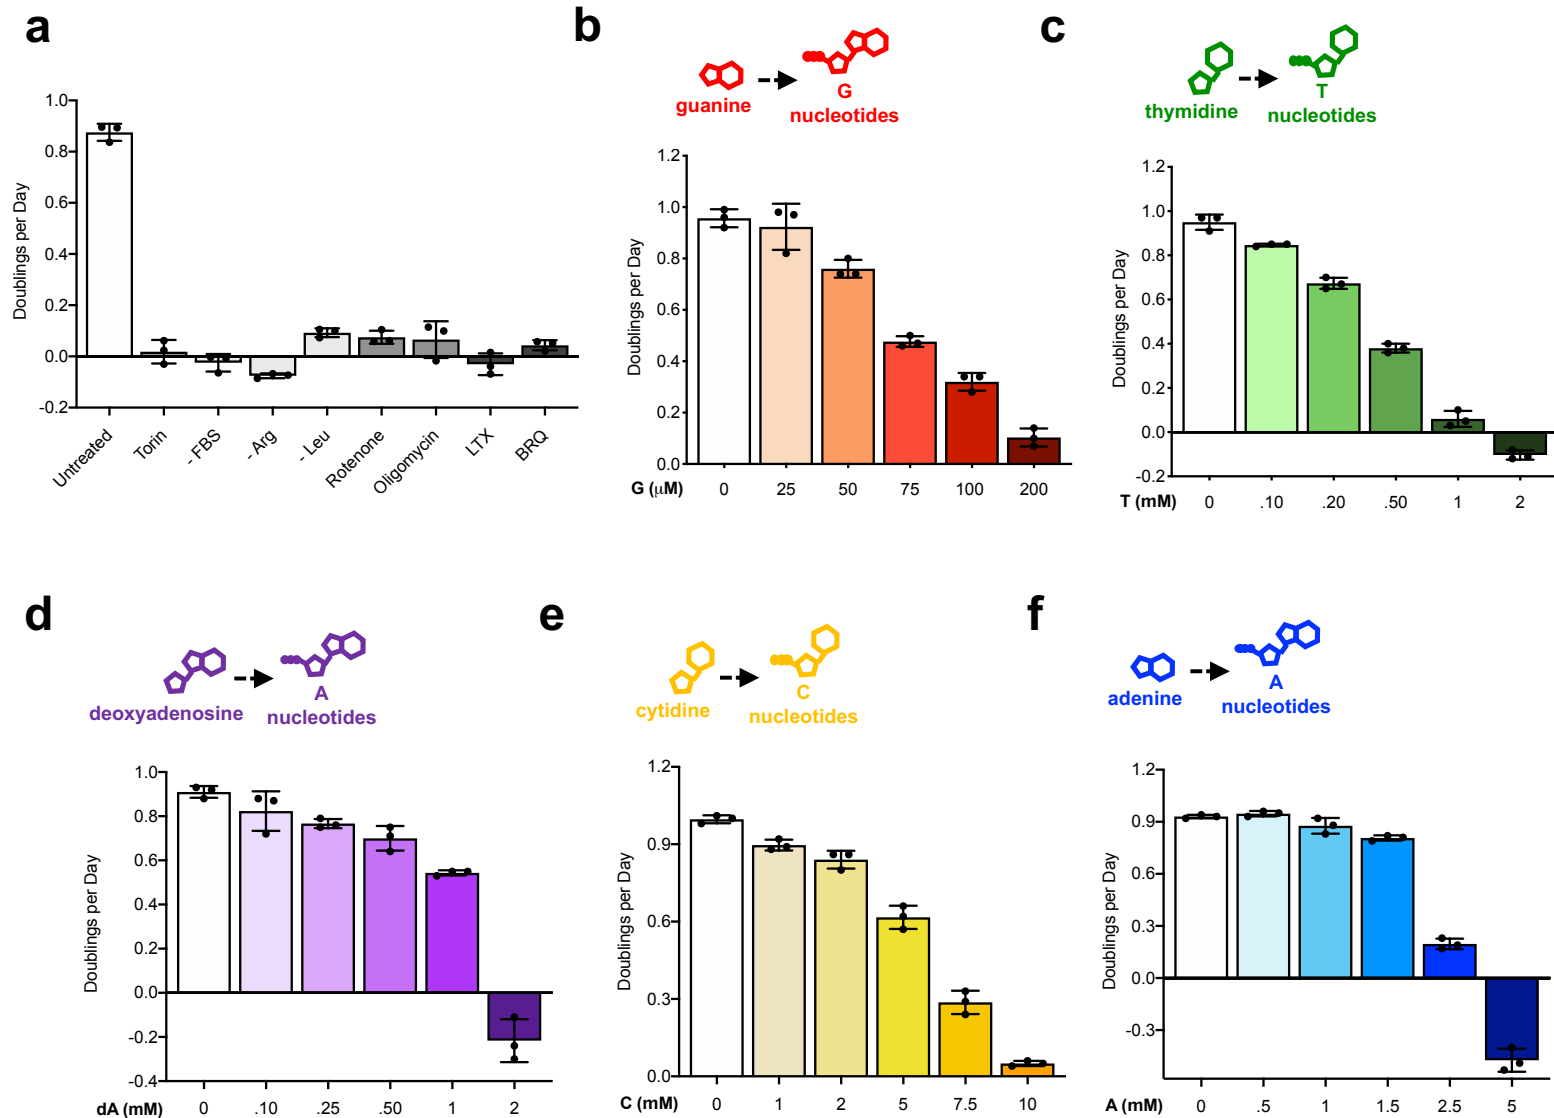 a
1.0
0.8
0.6
0.4
0.2
0.0
-0.2
Doublings per Day
Untreated
Torin
- FBS
- Arg
- Leu
Rotenone
Oligomycin
LTX
BRQ
b
guanine
G
nucleotides
1.2
1.0
0.8
0.6
0.4
0.2
0.0
Doublings per Day
G (μM) 0 25 50 75 100 200
c
thymidine
T
nucleotides
1.2
1.0
0.8
0.6
0.4
0.2
0.0
-0.2
Doublings per Day
T (mM) 0 .10 .20 .50 1 2
d
deoxyadenosine
A
nucleotides
1.0
0.8
0.6
0.4
0.2
0.0
-0.2
-0.4
Doublings per Day
dA (mM) 0 .10 .25 .50 1 2
e
cytidine
C
nucleotides
1.2
0.9
0.6
0.3
0.0
Doublings per Day
C (mM) 0 1 2 5 7.5 10
f
adenine
A
nucleotides
1.2
0.9
0.6
0.3
0.0
-0.3
Doublings per Day
A (mM) 0 .5 1 1.5 2.5 5